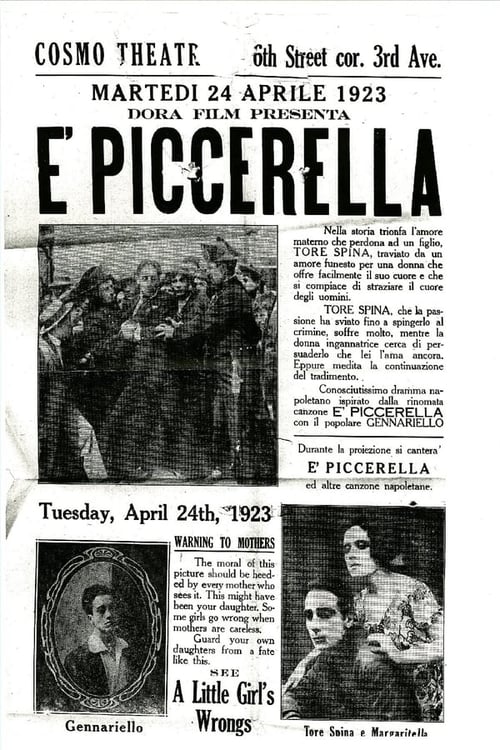 COSMO THEATR 6th Street cor. 3rd Ave.
MARTEDI 24 APRILE 1923
DORA FILM PRESENTA
E' PICCERELLA
Nella storia trionfa l'amore
materno che perdona ad un figlio,
TORE SPINA, traviato da un
amore funesto per una donna che
offre facilmente il suo cuore e che
si compiace di straziare il cuore
degli uomini.
TORE SPINA, che la pas-
sione ha sviato fino a spingerlo al
crimine, soffre molto, mentre la
donna ingannatrice cerca di per-
suaderlo che lei l'ama ancora.
Eppure medita la continuazione
del tradimento.
Conosciutissimo dramma na-
poletano ispirato dalla rinomata
canzone E' PICCERELLA
con il popolare GENNARIELLO
Durante la proiezione si cantera'
E' PICCERELLA
ed altre canzone napoletane.
Tuesday, April 24th, 1923
WARNING TO MOTHERS
The moral of this
picture should be heed-
ed by every mother who
sees it. This might have
been your daughter. So-
me girls go wrong when
mothers are careless.
Guard your own
daughters from a fate
like this.
SEE
A Little Girl's
Wrongs
Gennariello
Tore Spina e Margaritella